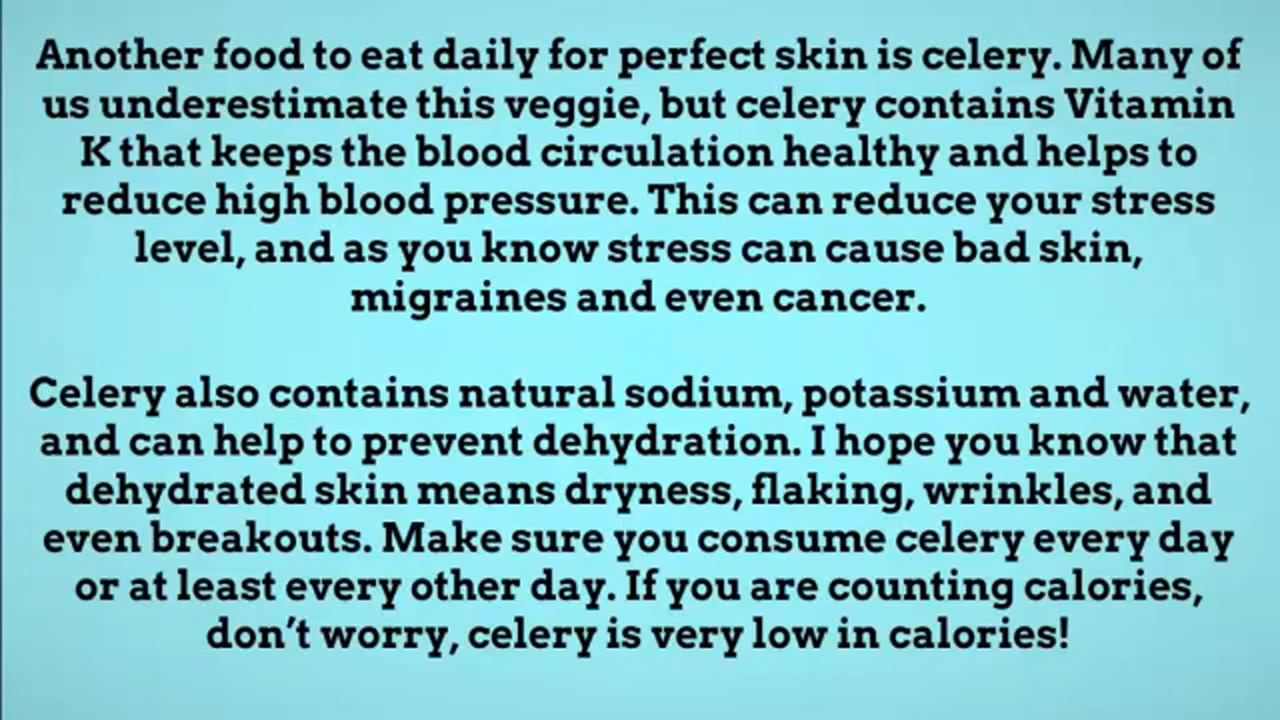 Another food to eat daily for perfect skin is celery. Many of
us underestimate this veggie, but celery contains Vitamin
K that keeps the blood circulation healthy and helps to
reduce high blood pressure. This can reduce your stress
level, and as you know stress can cause bad skin,
migraines and even cancer.
Celery also contains natural sodium, potassium and water,
and can help to prevent dehydration. I hope you know that
dehydrated skin means dryness, flaking, wrinkles, and
even breakouts. Make sure you consume celery every day
or at least every other day. If you are counting calories,
don’t worry, celery is very low in calories!